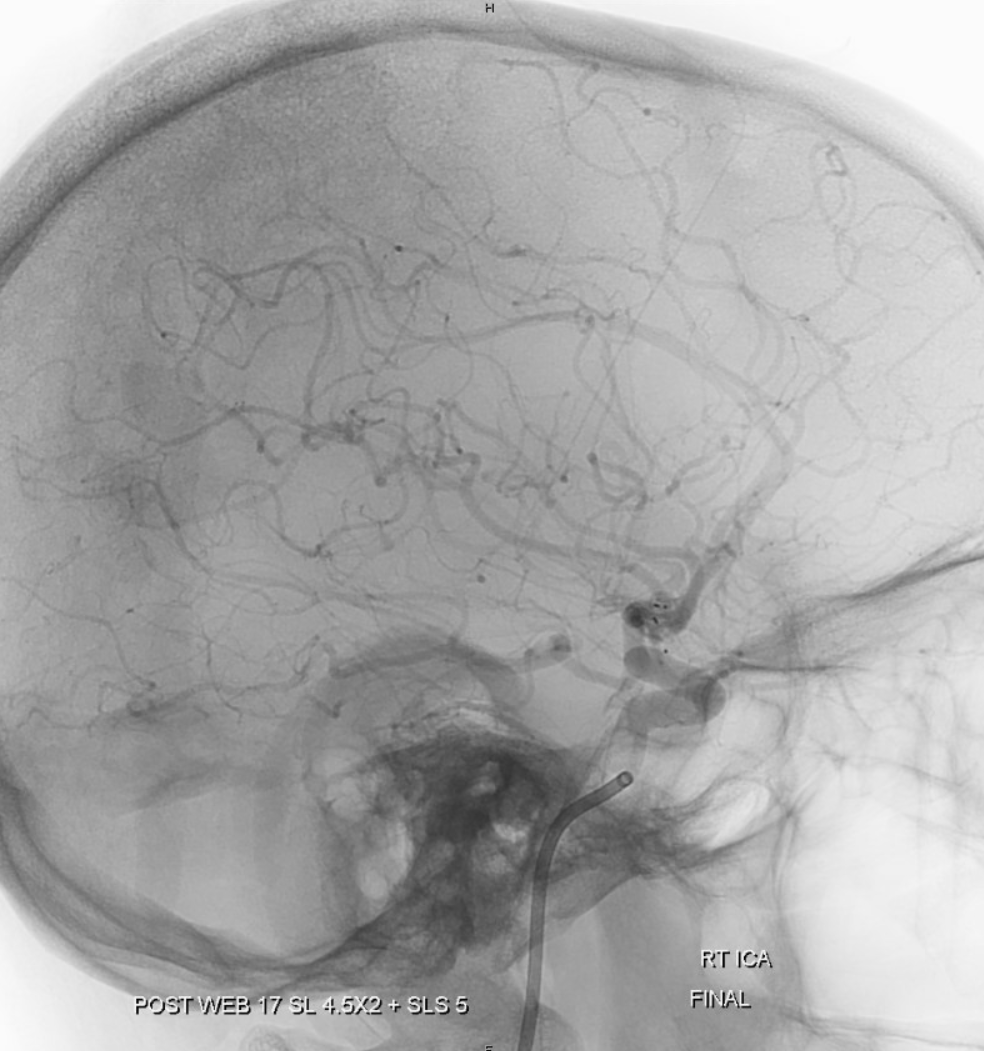 H
RT ICA
POST WEB 17 SL 4.5X2 + SLS 5
FINAL